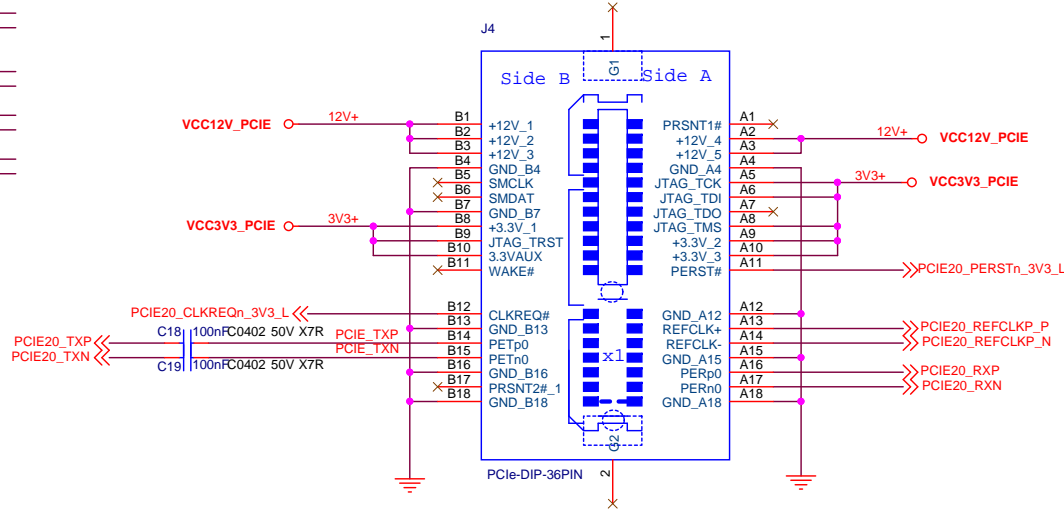 J4
1
G1
Side B
Side A
VCC12V_PCIE
12V+
B1
+12V_1
B2
+12V_2
B3
+12V_3
B4
GND_B4
B5
SMCLK
B6
SMDAT
B7
GND_B7
VCC3V3_PCIE
3V3+
B8
+3.3V_1
B9
JTAG_TRST
B10
3.3VAUX
B11
WAKE#
PCIE20_CLKREQn_3V3_L
B12
CLKREQ#
B13
GND_B13
PCIE20_TXP
C18
100nF
C0402 50V X7R
PCIE_TXP
B14
PETp0
PCIE20_TXN
PCIE_TXN
B15
PETn0
C19
100nF
C0402 50V X7R
B16
GND_B16
B17
PRSNT2#_1
B18
GND_B18
x1
PRSNT1#
A1
+12V_4
A2
12V+
VCC12V_PCIE
+12V_5
A3
GND_A4
A4
JTAG_TCK
A5
3V3+
VCC3V3_PCIE
JTAG_TDI
A6
JTAG_TDO
A7
JTAG_TMS
A8
+3.3V_2
A9
+3.3V_3
A10
PERST#
A11
PCIE20_PERSTn_3V3_L
GND_A12
A12
REFCLK+
A13
PCIE20_REFCLKP_P
REFCLK-
A14
PCIE20_REFCLKP_N
GND_A15
A15
PERp0
A16
PCIE20_RXP
PERn0
A17
PCIE20_RXN
GND_A18
A18
G2
2
PCIe-DIP-36PIN